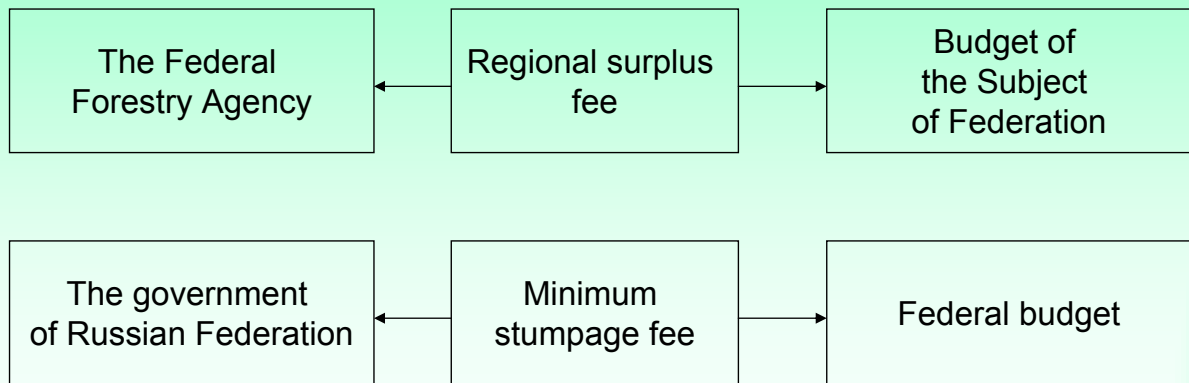 The Federal
Forestry Agency
Regional surplus
fee
Budget of
the Subject
of Federation
The government
of Russian Federation
Minimum
stumpage fee
Federal budget